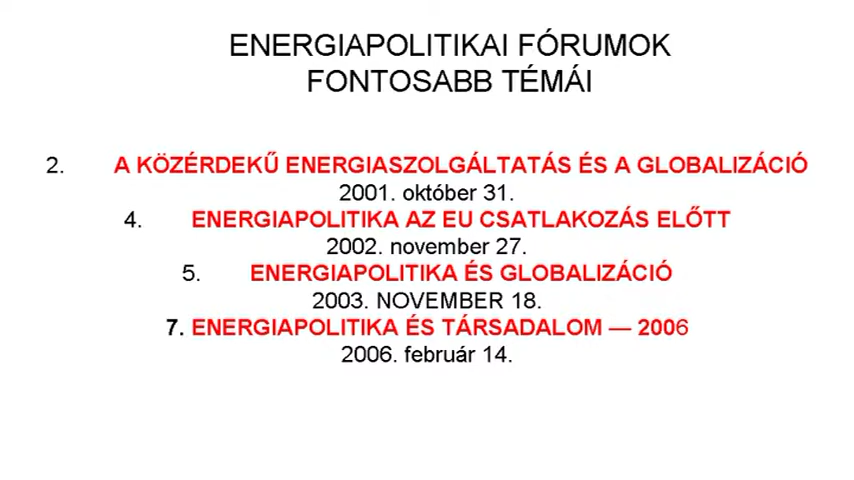 ENERGIAPOLITIKAI FÓRUMOK
FONTOSABB TÉMÁI
2. A KÖZÉRDEKŰ ENERGIASZOLGÁLTATÁS ÉS A GLOBALIZÁCIÓ
2001. október 31.
4. ENERGIAPOLITIKA AZ EU CSATLAKOZÁS ELŐTT
2002. november 27.
5. ENERGIAPOLITIKA ÉS GLOBALIZÁCIÓ
2003. NOVEMBER 18.
7. ENERGIAPOLITIKA ÉS TÁRSADALOM — 2006
2006. február 14.